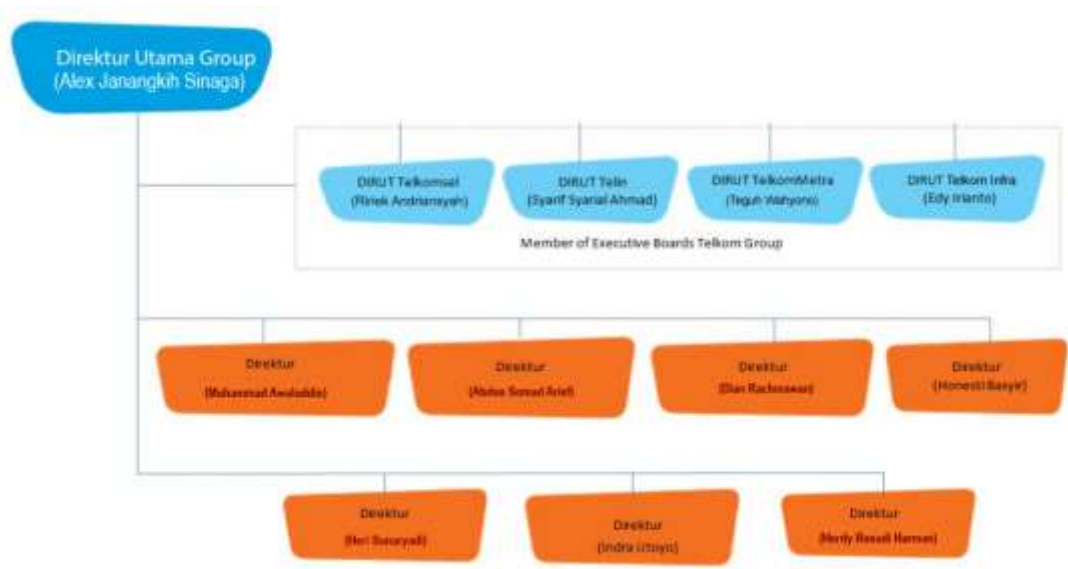 Direktur Utama Group
(Alex Janangkih Sinaga)
DIRUT Telkomsel
(Ririek Andriansyah)
DIRUT Telin
(Syarif Syarial Ahmad)
DIRUT TelkomMetra
(Teguh Wahyono)
DIRUT Telkom Infra
(Edy Irianto)
Member of Executive Boards Telkom Group
Direktur
(Muhammad Awaluddin)
Direktur
(Abdus Somad Arief)
Direktur
(Dian Rachmawan)
Direktur
(Honesti Basyir)
Direktur
(Heri Sunaryadi)
Direktur
(Indra Utoyo)
Direktur
(Herdy Rosadi Harman)